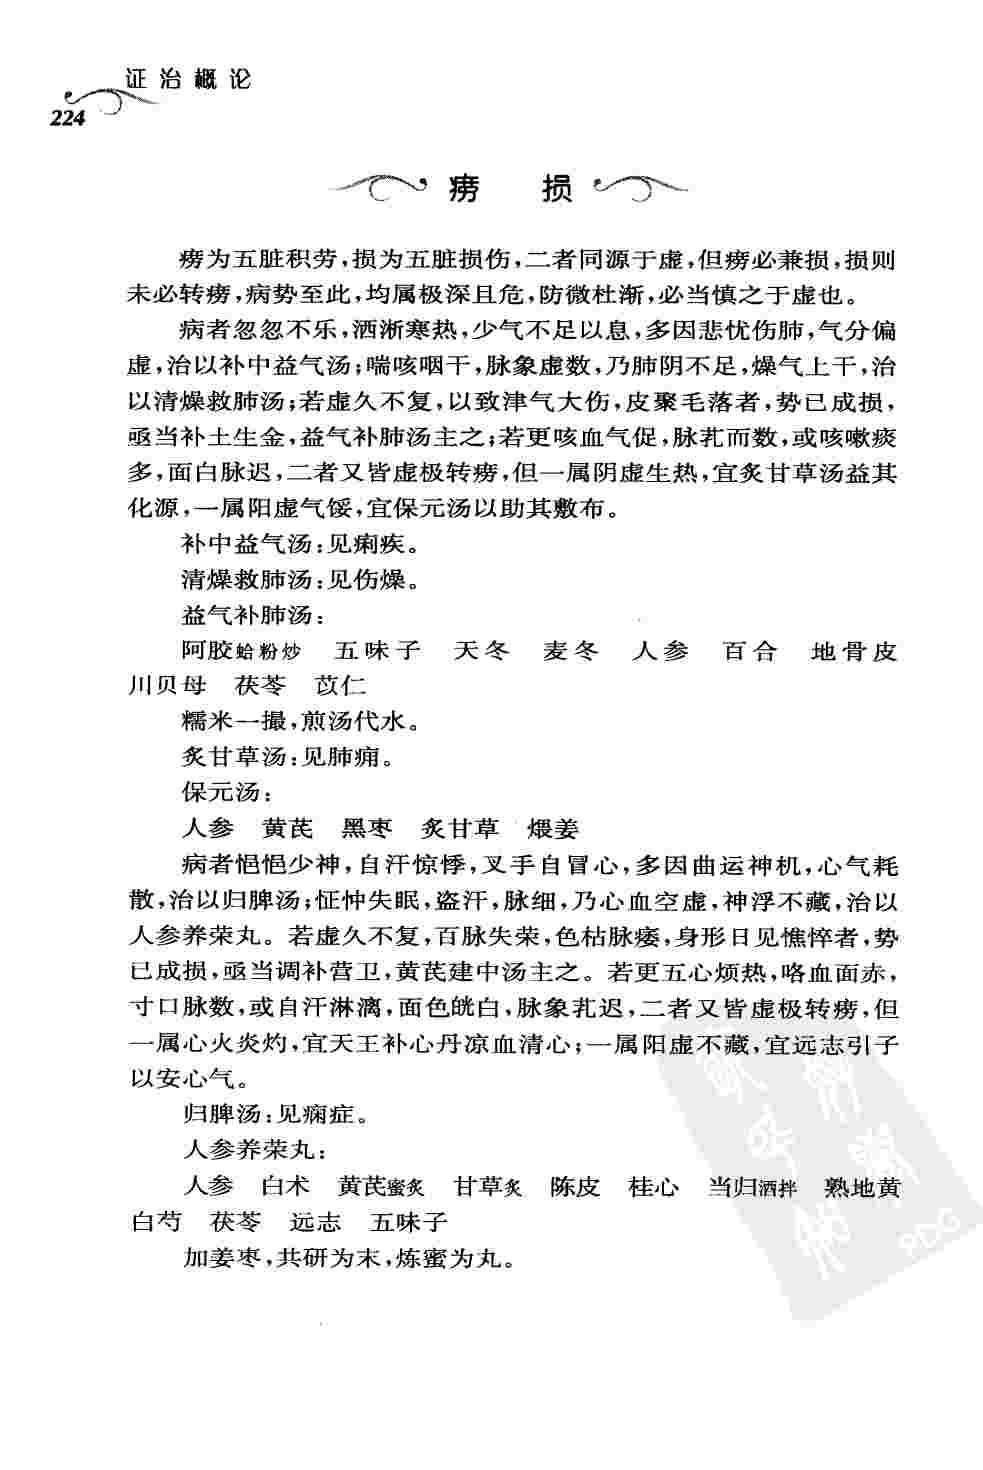 证治概论
224
痨 损
痨为五脏积劳,损为五脏损伤,二者同源于虚,但痨必兼损,损则
未必转痨,病势至此,均属极深且危,防微杜渐,必当慎之于虚也。
病者忽忽不乐,洒淅寒热,少气不足以息,多因悲忧伤肺,气分偏
虚,治以补中益气汤;喘咳咽干,脉象虚数,乃肺阴不足,燥气上干,治
以清燥救肺汤;若虚久不复,以致津气大伤,皮聚毛落者,势已成损,
亟当补土生金,益气补肺汤主之;若更咳血气促,脉芤而数,或咳嗽痰
多,面白脉迟,二者又皆虚极转痨,但一属阴虚生热,宜炙甘草汤益其
化源,一属阳虚气馁,宜保元汤以助其敷布。
补中益气汤:见痢疾。
清燥救肺汤:见伤燥。
益气补肺汤:
阿胶蛤粉炒 五味子 天冬 麦冬 人参 百合 地骨皮
川贝母 茯苓 苡仁
糯米一撮,煎汤代水。
炙甘草汤:见肺痈。
保元汤:
人参 黄芪 黑枣 炙甘草 煨姜
病者悒悒少神,自汗惊悸,叉手自冒心,多因曲运神机,心气耗
散,治以归脾汤;怔忡失眠,盗汗,脉细,乃心血空虚,神浮不藏,治以
人参养荣丸。若虚久不复,百脉失荣,色枯脉痿,身形日见憔悴者,势
已成损,亟当调补营卫,黄芪建中汤主之。若更五心烦热,咯血面赤,
寸口脉数,或自汗淋漓,面色㿠白,脉象芤迟,二者又皆虚极转痨,但
一属心火炎灼,宜天王补心丹凉血清心;一属阳虚不藏,宜远志引子
以安心气。
归脾汤:见痫症。
人参养荣丸:
人参 白术 黄芪蜜炙 甘草炙 陈皮 桂心 当归酒拌 熟地黄
白芍 茯苓 远志 五味子
加姜枣,共研为末,炼蜜为丸。
PDG